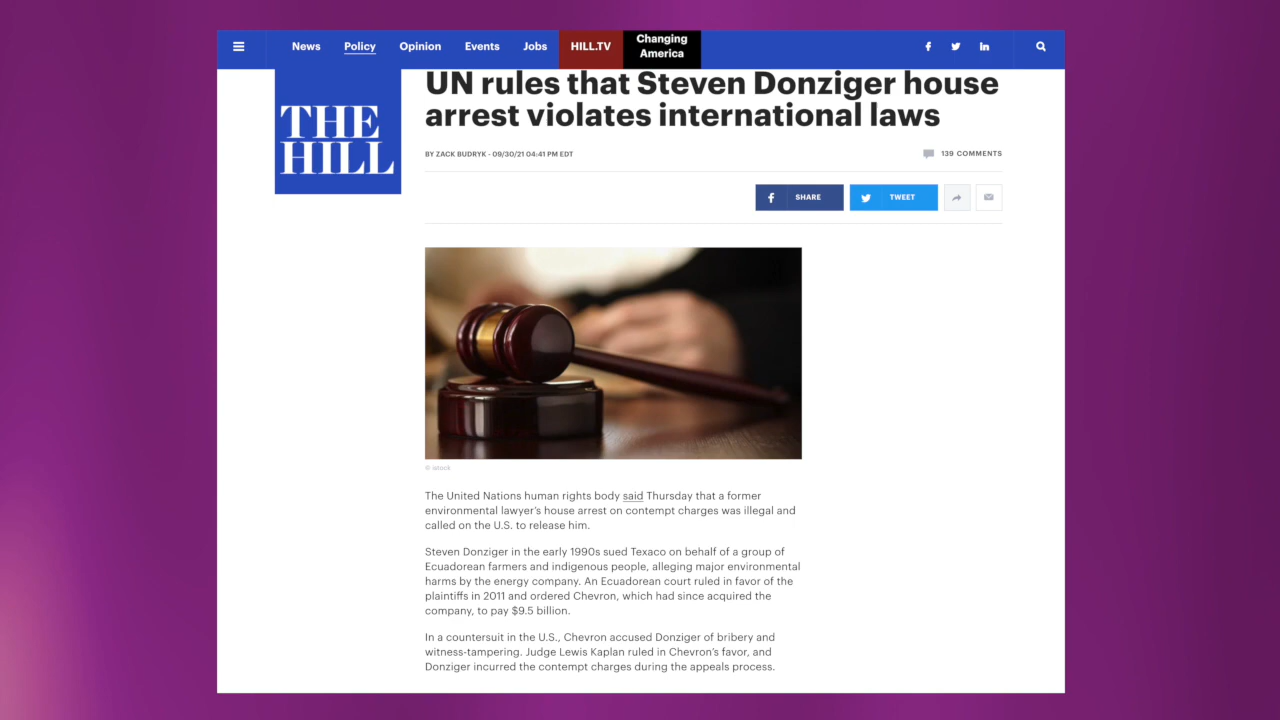 News Policy Opinion Events Jobs HILL.TV Changing America
THE HILL
UN rules that Steven Donziger house
arrest violates international laws
BY ZACK BUDRYK - 09/30/21 04:41 PM EDT
139 COMMENTS
SHARE TWEET
© istock
The United Nations human rights body said Thursday that a former
environmental lawyer's house arrest on contempt charges was illegal and
called on the U.S. to release him.
Steven Donziger in the early 1990s sued Texaco on behalf of a group of
Ecuadorean farmers and indigenous people, alleging major environmental
harms by the energy company. An Ecuadorean court ruled in favor of the
plaintiffs in 2011 and ordered Chevron, which had since acquired the
company, to pay $9.5 billion.
In a countersuit in the U.S., Chevron accused Donziger of bribery and
witness-tampering. Judge Lewis Kaplan ruled in Chevron's favor, and
Donziger incurred the contempt charges during the appeals process.